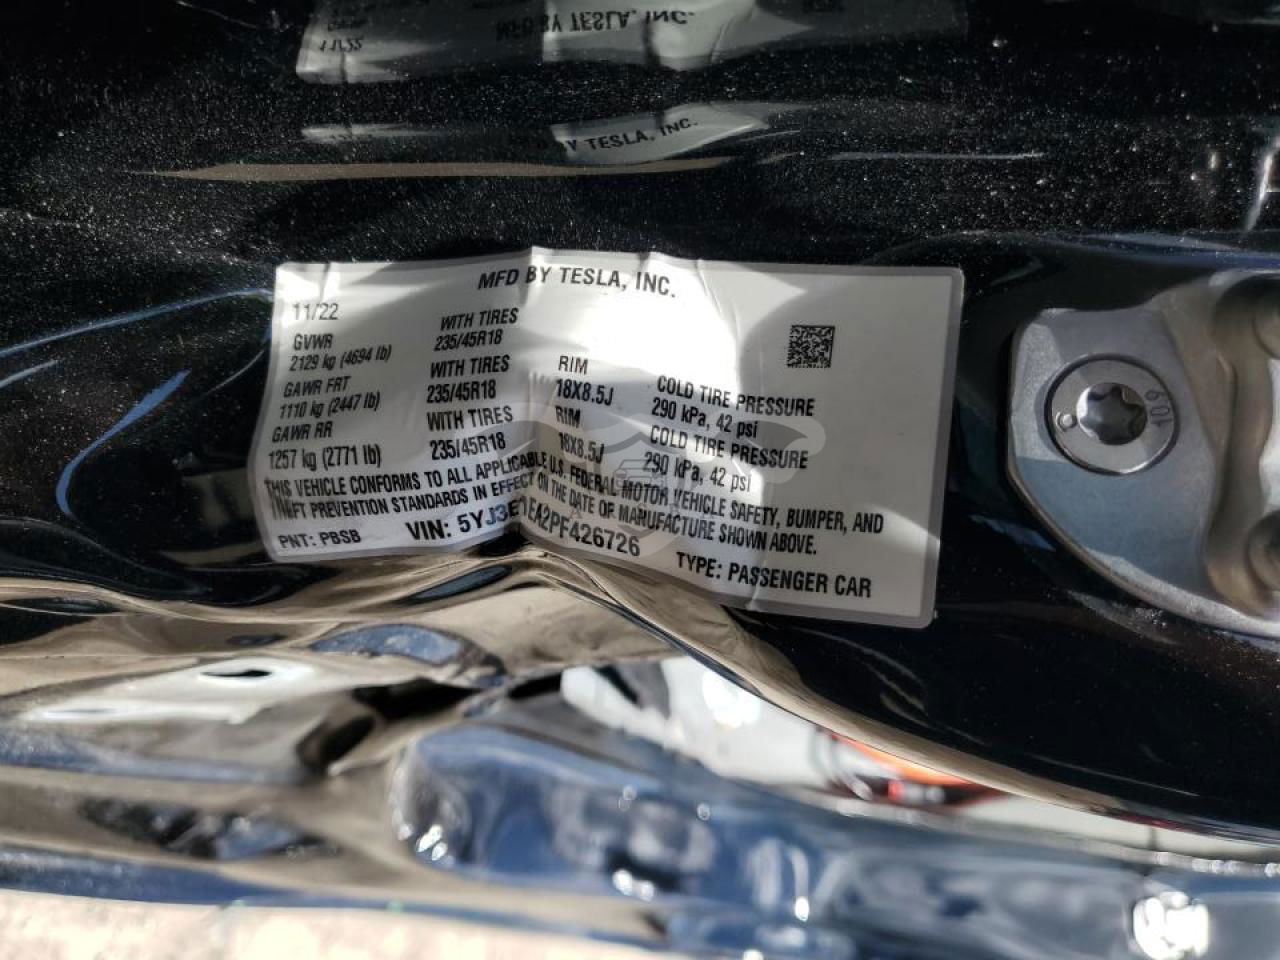 MFD BY TESLA, INC.
11/22
GVWR
2129 kg (4694 lb)
GAWR FRT
1110 kg (2447 lb)
GAWR RR
1257 kg (2771 lb)
WITH TIRES
235/45R18
WITH TIRES
235/45R18
WITH TIRES
235/45R18
RIM
18X8.5J
RIM
18X8.5J
COLD TIRE PRESSURE
290 kPa, 42 psi
COLD TIRE PRESSURE
290 kPa, 42 psi
THIS VEHICLE CONFORMS TO ALL APPLICABLE U.S. FEDERAL MOTOR VEHICLE SAFETY, BUMPER, AND
THEFT PREVENTION STANDARDS IN EFFECT ON THE DATE OF MANUFACTURE SHOWN ABOVE.
PNT: PBSB VIN: 5YJ3E1EA2PF426726 TYPE: PASSENGER CAR
10.9
11/22
MFD BY TESLA, INC.
BY TESLA, INC.